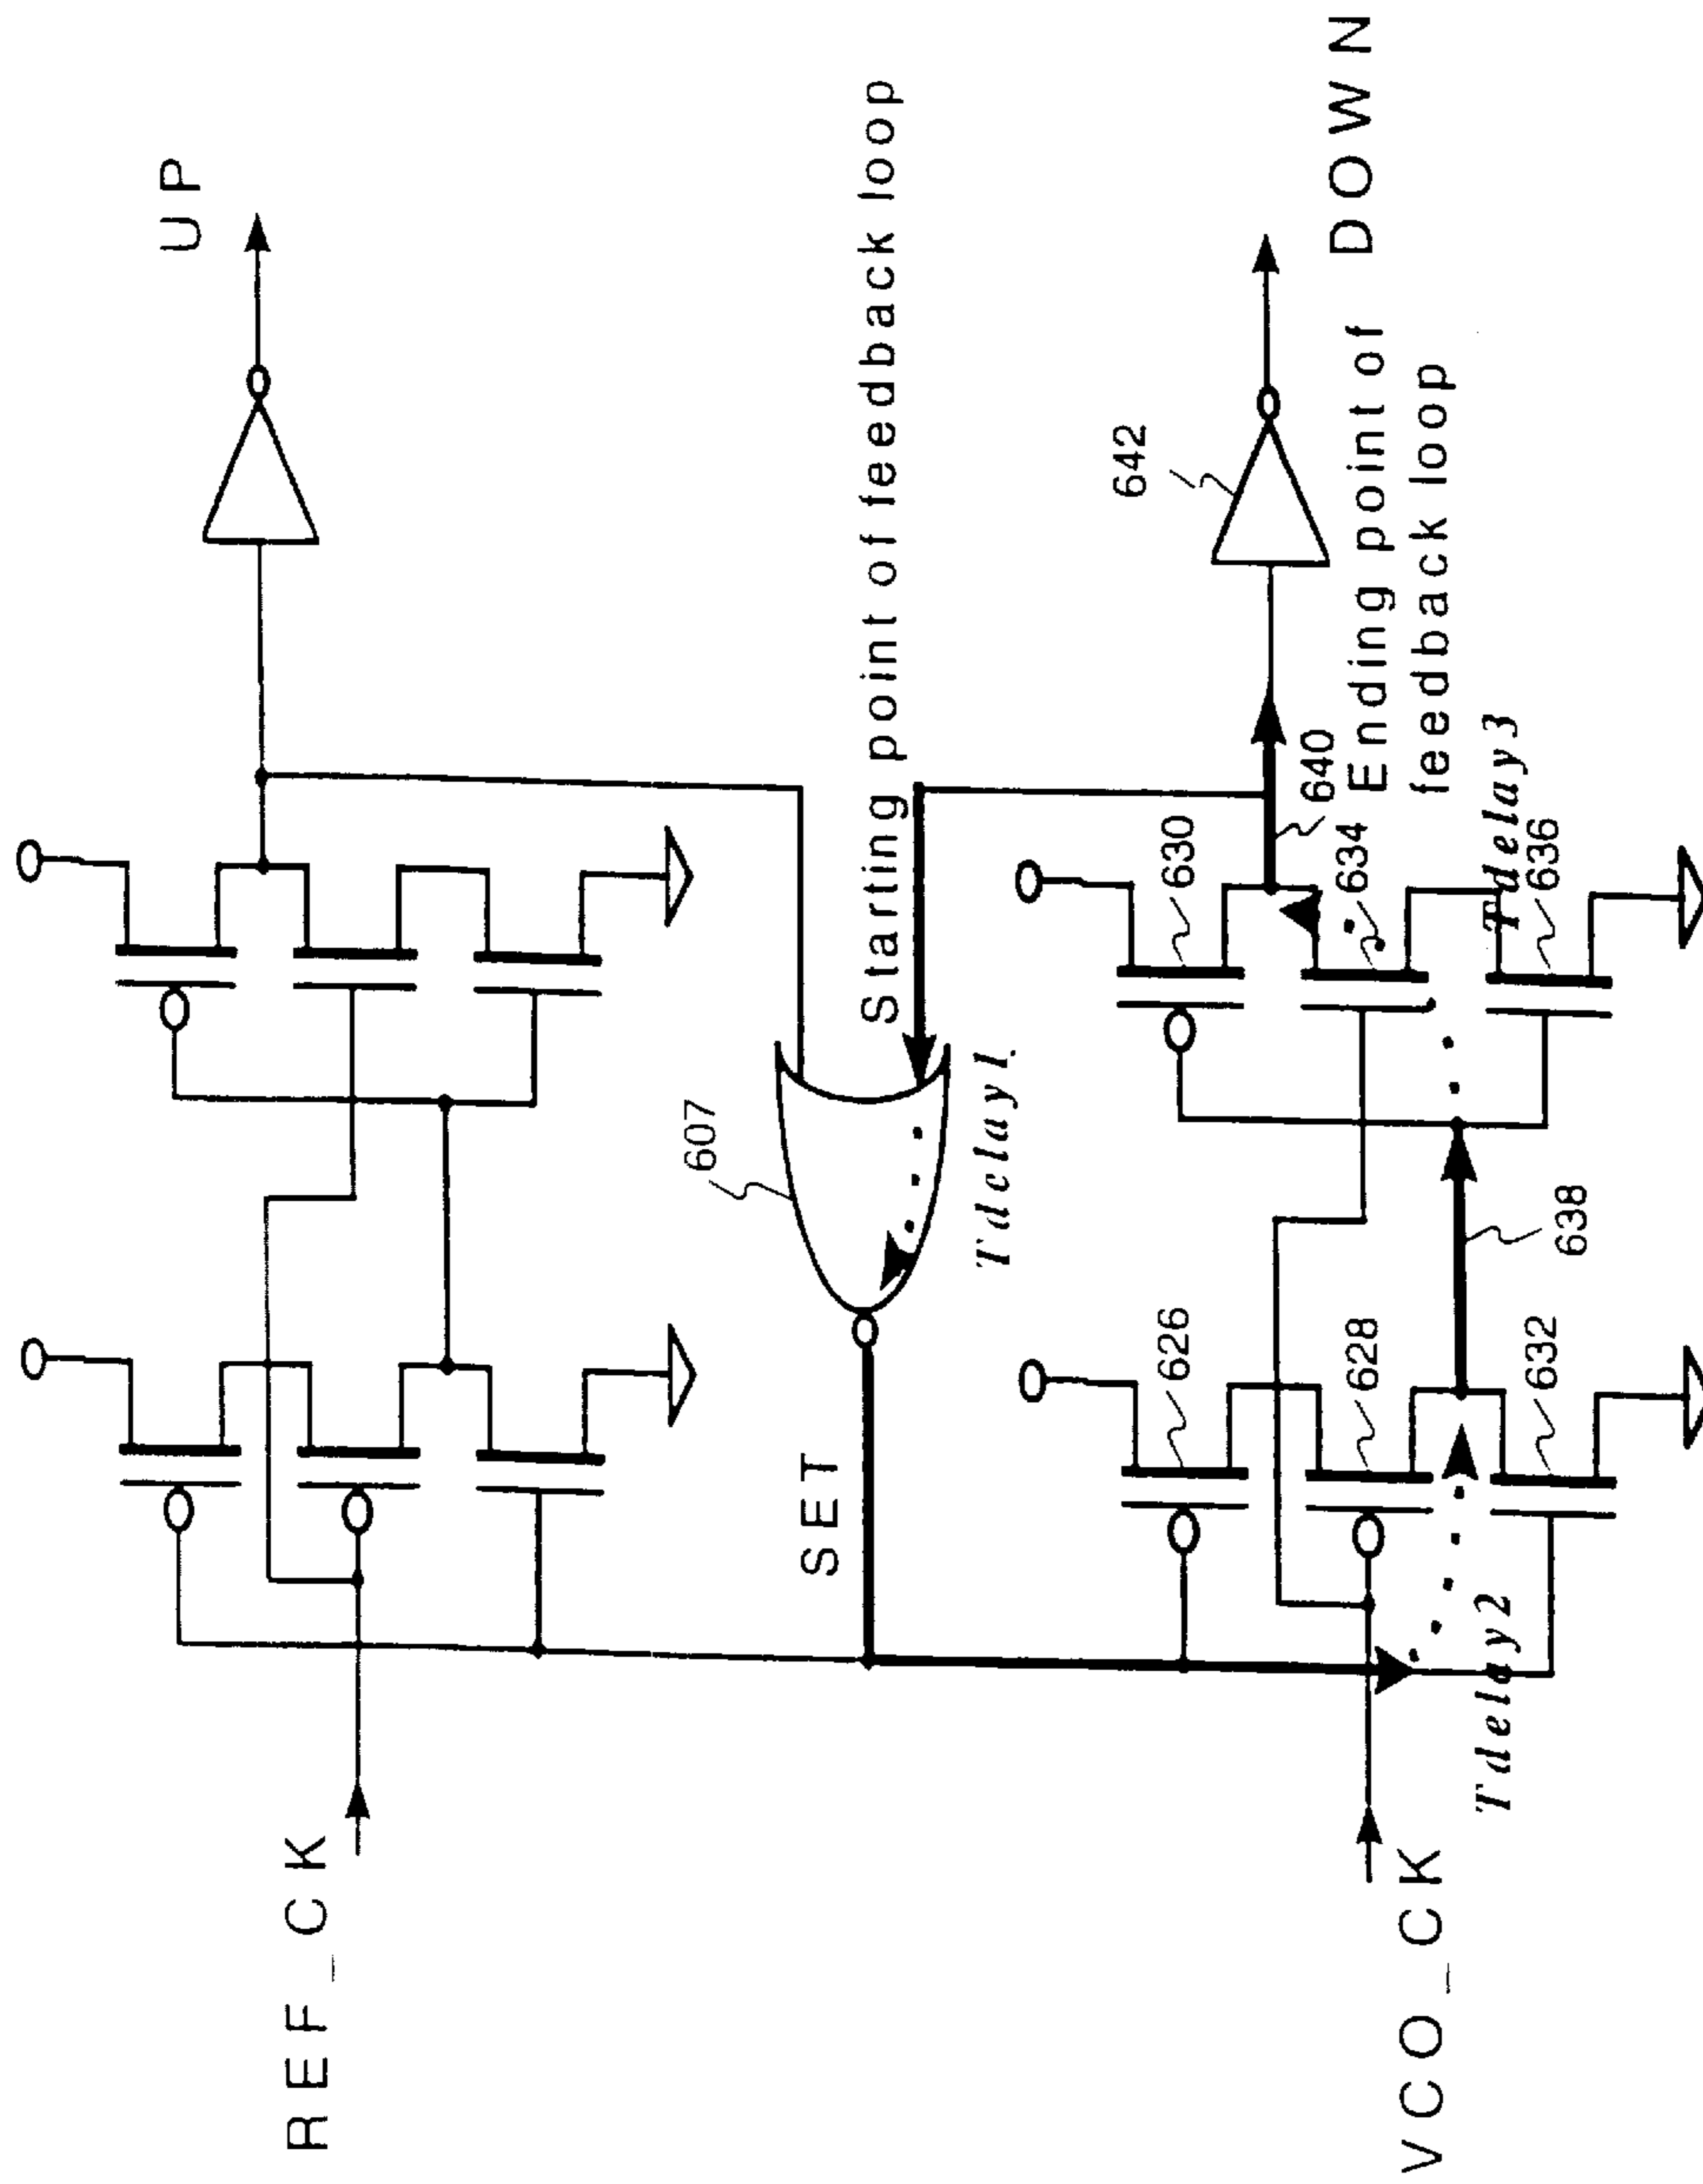 UP
REF_CK
SET
607
Tdelay1
Starting point of feedback loop
626
628
632
638
630
634
636
640
642
Tdelay2
Tdelay3
Ending point of
feedback loop
VCO_CK
DOWN